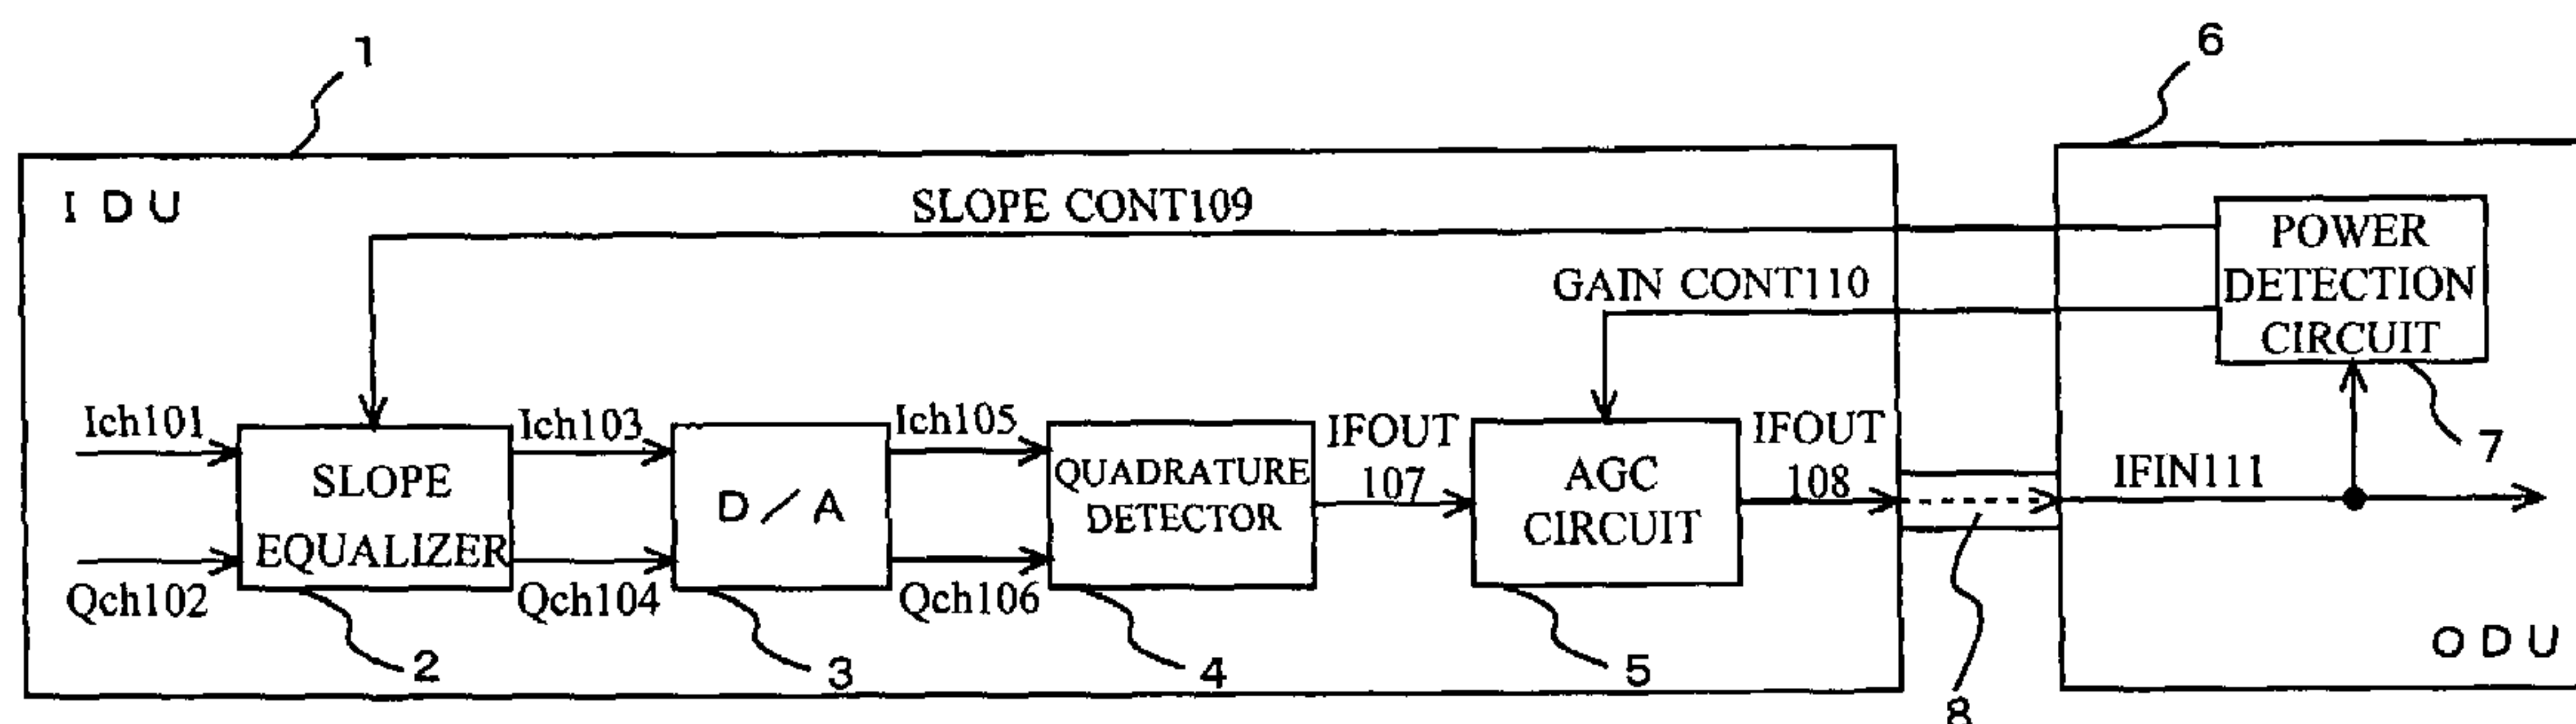 1
6
I D U
SLOPE CONT109
POWER
DETECTION
CIRCUIT
GAIN CONT110
7
Ich101
Qch102
SLOPE
EQUALIZER
Ich103
Qch104
D/A
Ich105
Qch106
QUADRATURE
DETECTOR
IFOUT
107
AGC
CIRCUIT
IFOUT
108
IFIN111
2
3
4
5
8
O D U